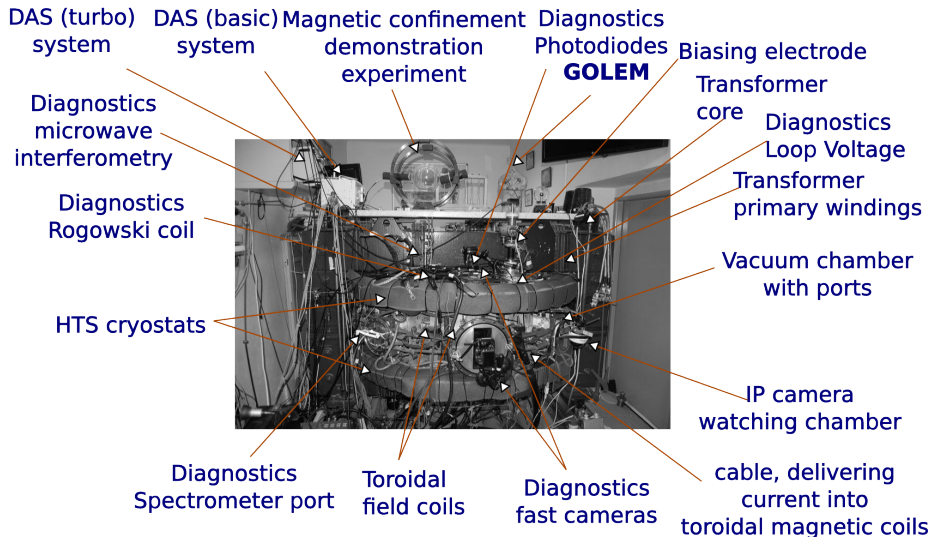 DAS (turbo)
system
DAS (basic)
system
Magnetic confinement
demonstration
experiment
Diagnostics
Photodiodes
GOLEM
Biasing electrode
Transformer
core
Diagnostics
Loop Voltage
Transformer
primary windings
Diagnostics
microwave
interferometry
Diagnostics
Rogowski coil
Vacuum chamber
with ports
HTS cryostats
IP camera
watching chamber
Diagnostics
Spectrometer port
Toroidal
field coils
Diagnostics
fast cameras
cable, delivering
current into
toroidal magnetic coils